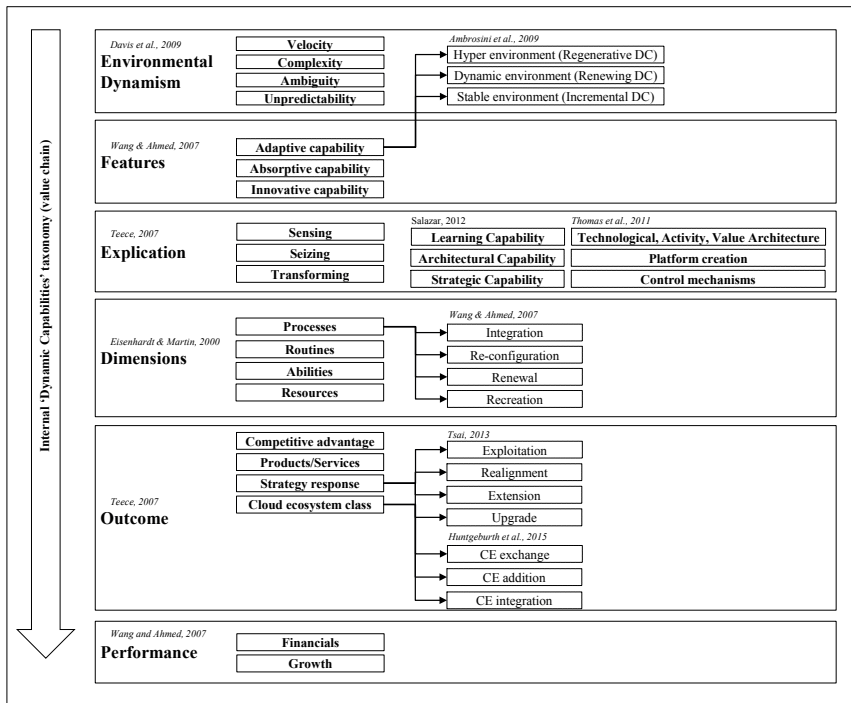 Internal 'Dynamic Capabilities' taxonomy (value chain)
Davis et al., 2009
Environmental
Dynamism
Velocity
Complexity
Ambiguity
Unpredictability
Ambrosini et al., 2009
Hyper environment (Regenerative DC)
Dynamic environment (Renewing DC)
Stable environment (Incremental DC)
Wang & Ahmed, 2007
Features
Adaptive capability
Absorptive capability
Innovative capability
Teece, 2007
Explication
Sensing
Seizing
Transforming
Salazar, 2012
Learning Capability
Architectural Capability
Strategic Capability
Thomas et al., 2011
Technological, Activity, Value Architecture
Platform creation
Control mechanisms
Eisenhardt & Martin, 2000
Dimensions
Processes
Routines
Abilities
Resources
Wang & Ahmed, 2007
Integration
Re-configuration
Renewal
Recreation
Teece, 2007
Outcome
Competitive advantage
Products/Services
Strategy response
Cloud ecosystem class
Tsai, 2013
Exploitation
Realignment
Extension
Upgrade
Huntgeburth et al., 2015
CE exchange
CE addition
CE integration
Wang and Ahmed, 2007
Performance
Financials
Growth